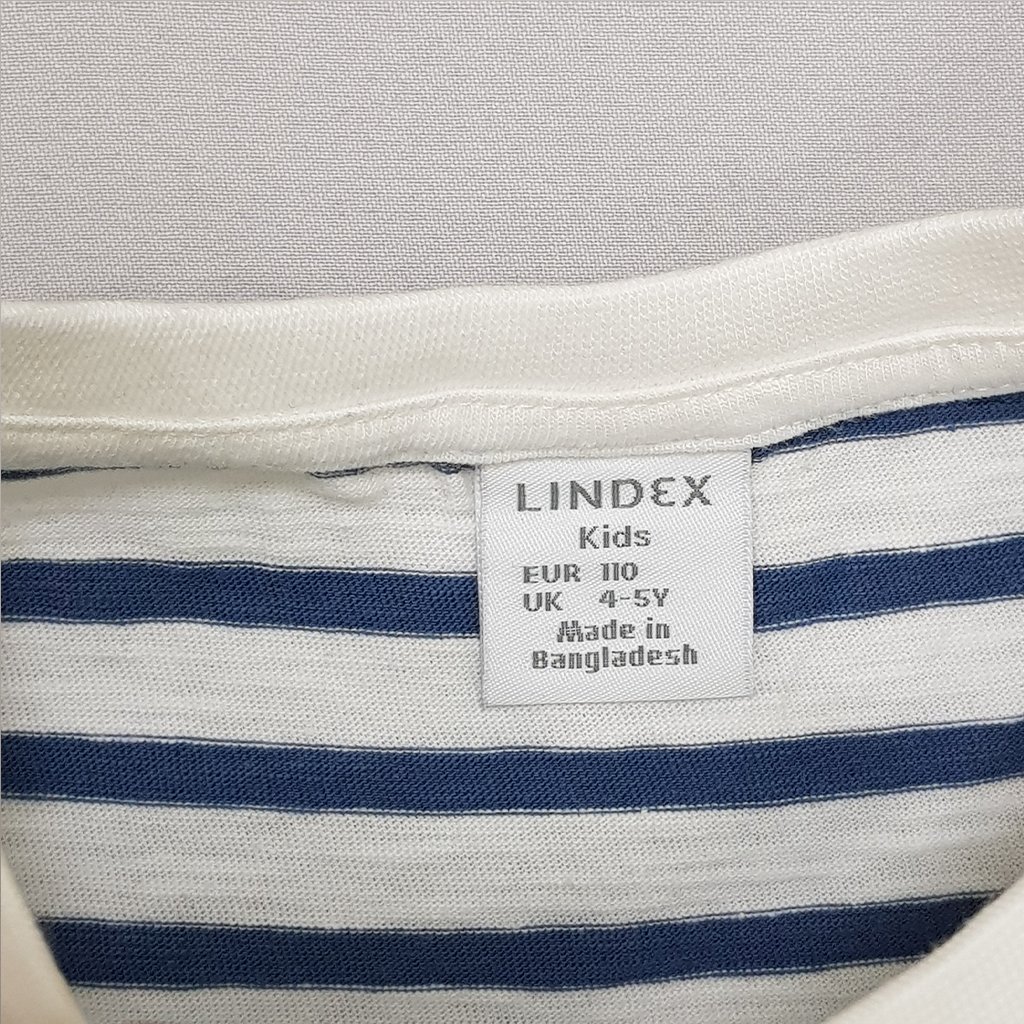 LINDEX
Kids
EUR 110
UK 4-5Y
Made in
Bangladesh